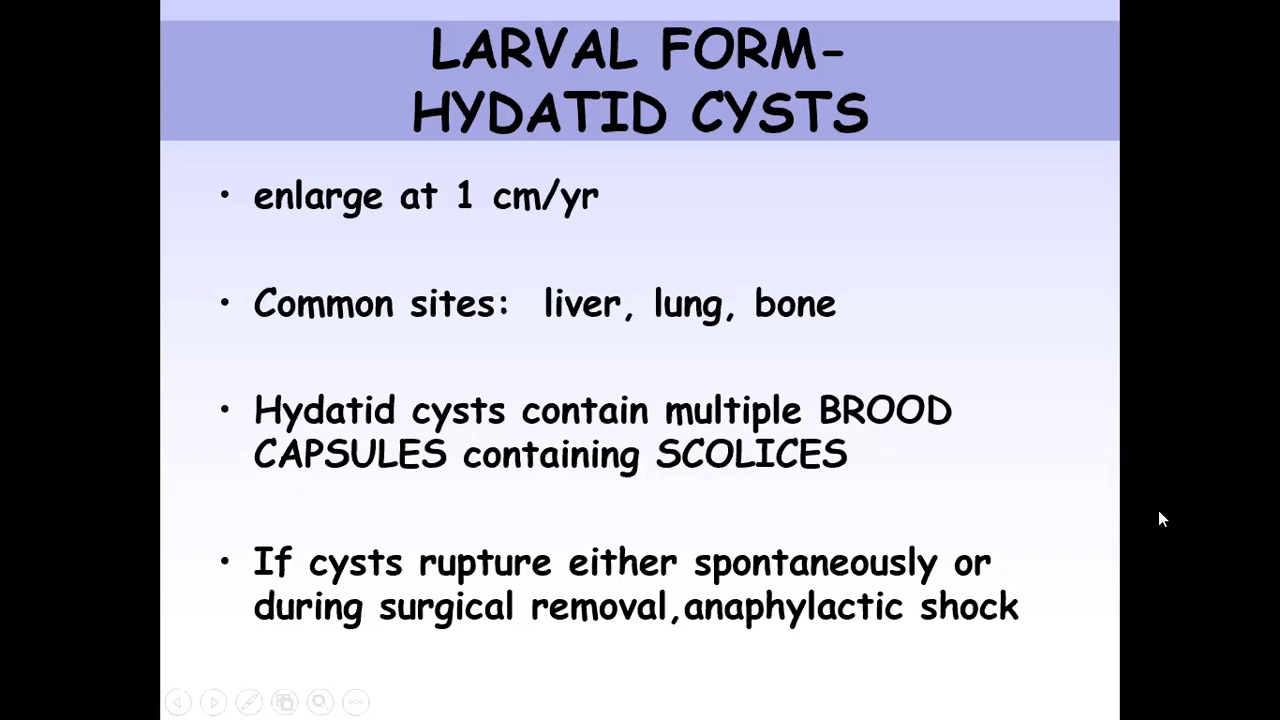 LARVAL FORM-
HYDATID CYSTS
• enlarge at 1 cm/yr
• Common sites: liver, lung, bone
• Hydatid cysts contain multiple BROOD
CAPSULES containing SCOLICES
• If cysts rupture either spontaneously or
during surgical removal,anaphylactic shock